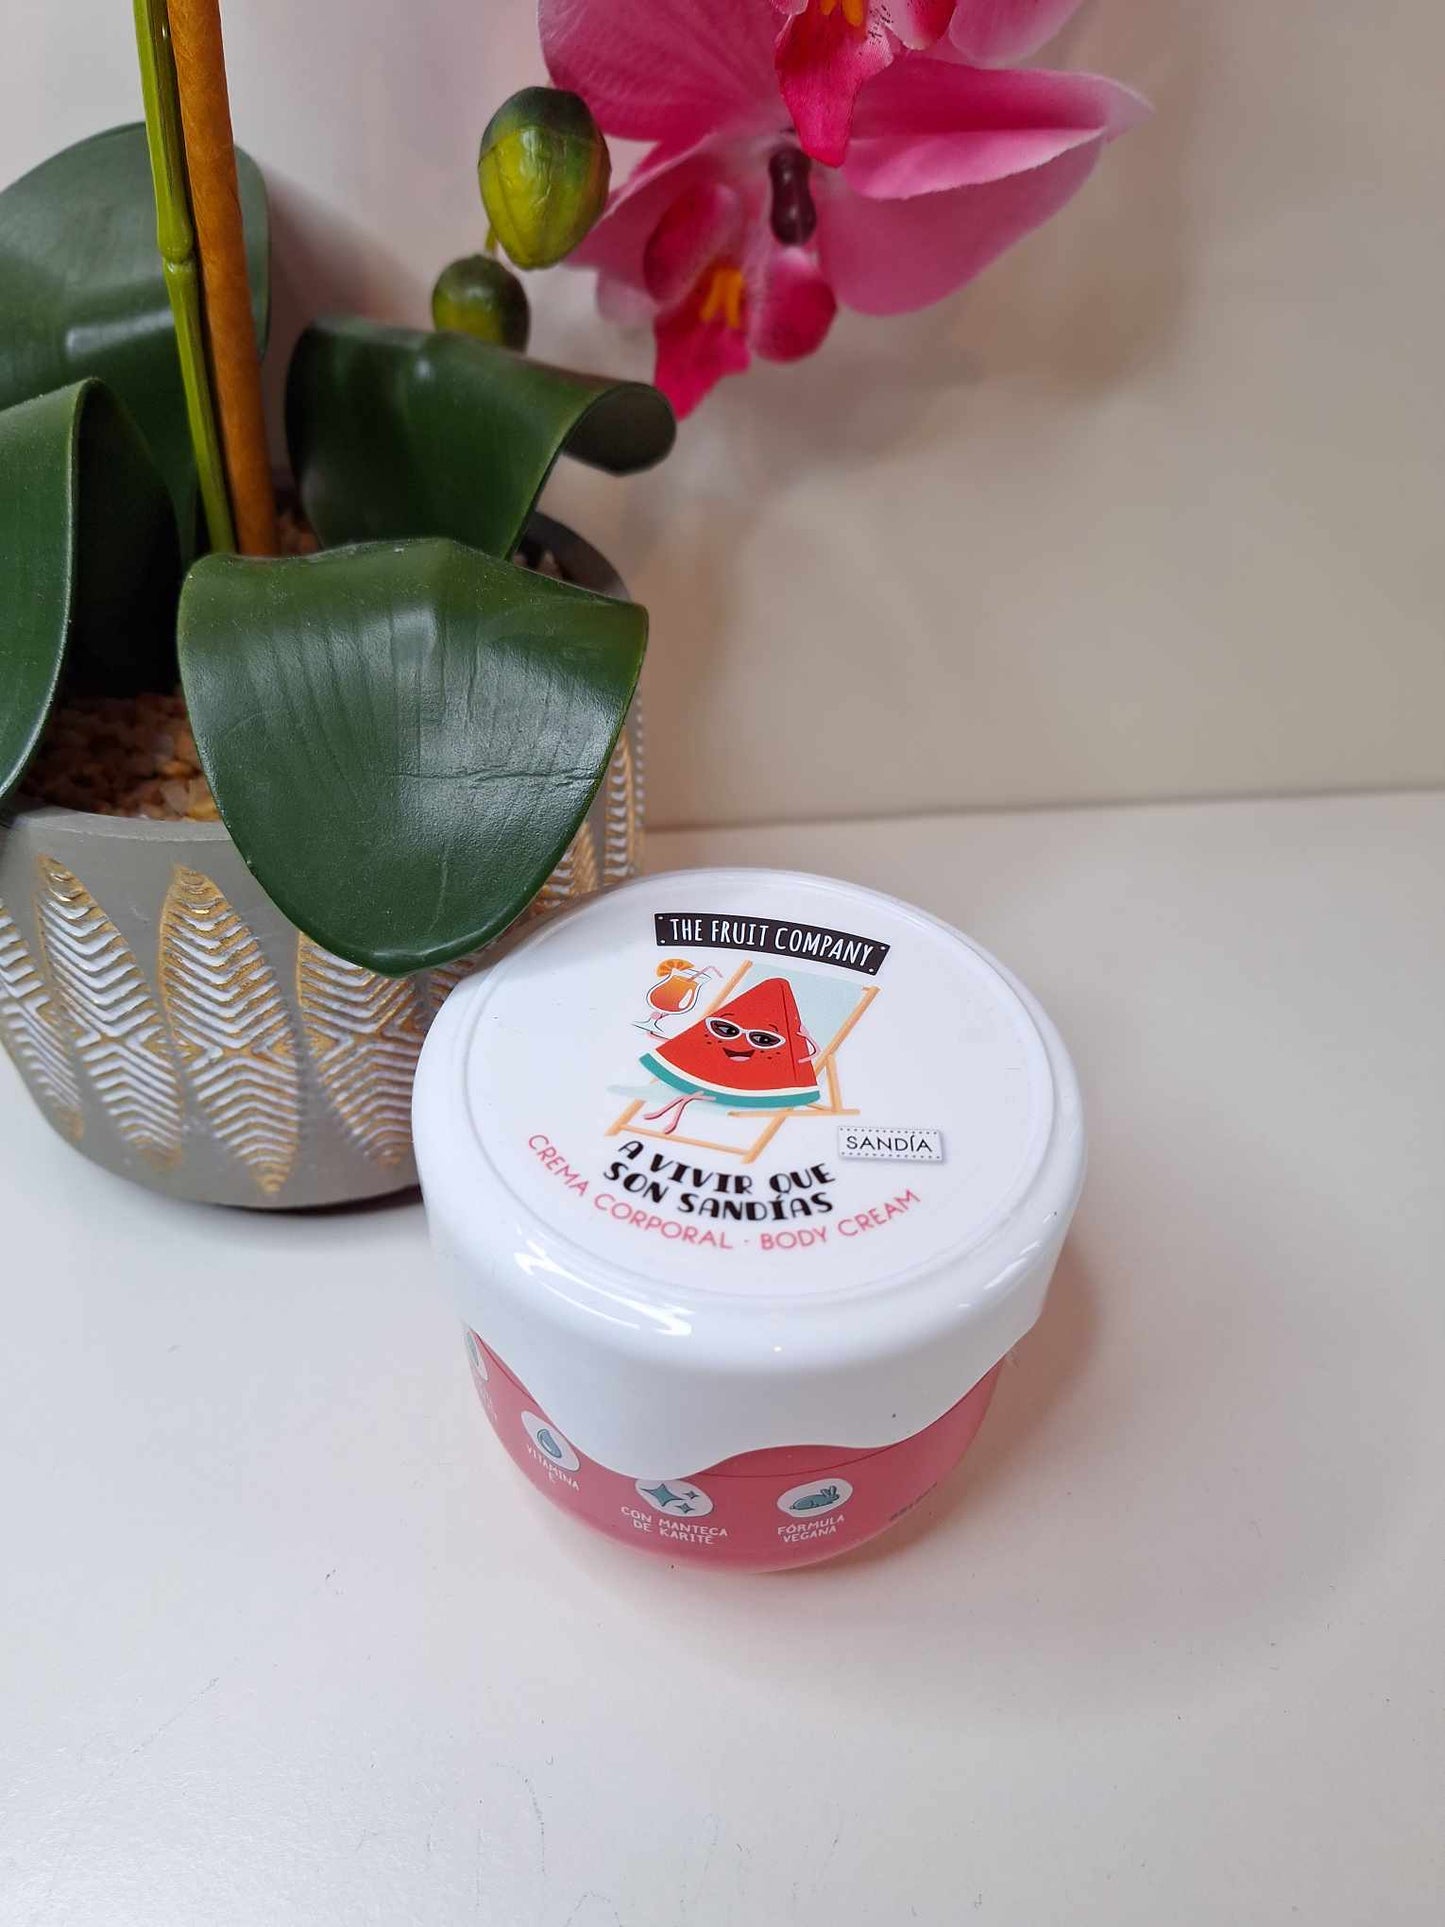 THE FRUIT COMPANY
SANDÍA
A VIVIR QUE
SON SANDÍAS
CREMA CORPORAL · BODY CREAM
VITAMINA
E
CON MANTECA
DE KARITÉ
FÓRMULA
VEGANA